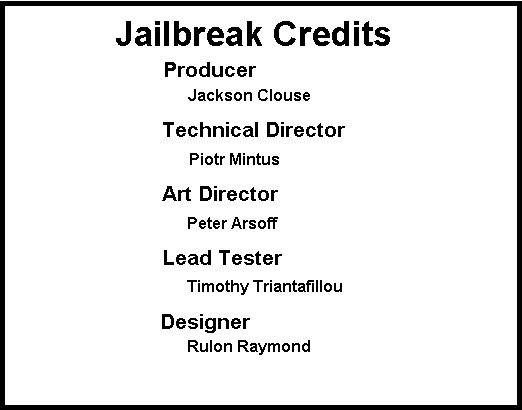 Jailbreak Credits
Producer
Jackson Clouse
Technical Director
Piotr Mintus
Art Director
Peter Arsoff
Lead Tester
Timothy Triantafillou
Designer
Rulon Raymond